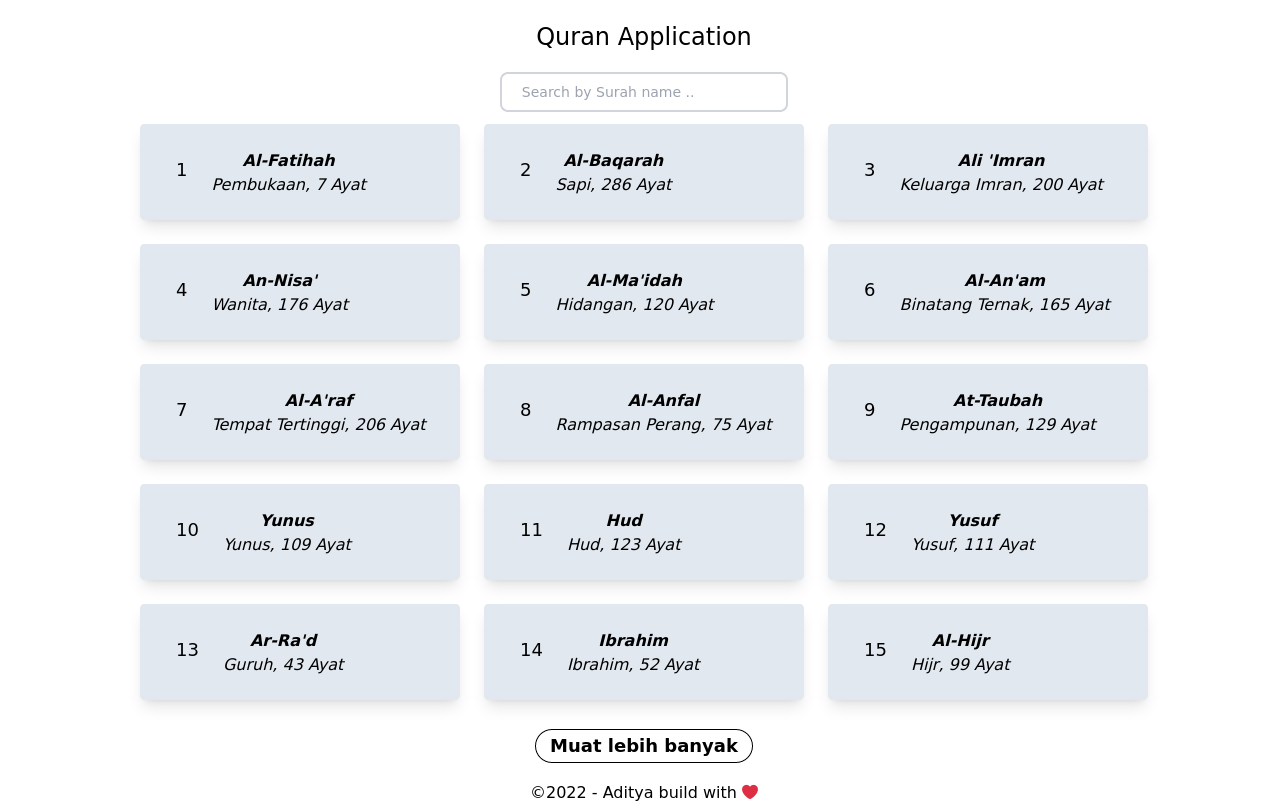 Quran Application
Search by Surah name ..
1
Al-Fatihah
Pembukaan, 7 Ayat
2
Al-Baqarah
Sapi, 286 Ayat
3
Ali 'Imran
Keluarga Imran, 200 Ayat
4
An-Nisa'
Wanita, 176 Ayat
5
Al-Ma'idah
Hidangan, 120 Ayat
6
Al-An'am
Binatang Ternak, 165 Ayat
7
Al-A'raf
Tempat Tertinggi, 206 Ayat
8
Al-Anfal
Rampasan Perang, 75 Ayat
9
At-Taubah
Pengampunan, 129 Ayat
10
Yunus
Yunus, 109 Ayat
11
Hud
Hud, 123 Ayat
12
Yusuf
Yusuf, 111 Ayat
13
Ar-Ra'd
Guruh, 43 Ayat
14
Ibrahim
Ibrahim, 52 Ayat
15
Al-Hijr
Hijr, 99 Ayat
Muat lebih banyak
©2022 - Aditya build with ❤️